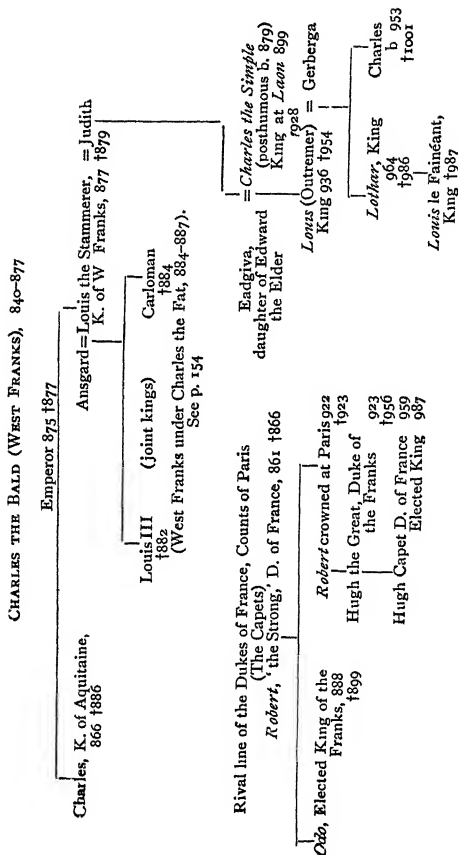 CHARLES THE BALD (WEST FRANKS), 840–877
Emperor 875 †877
Charles, K. of Aquitaine,
866 †886
Ansgard=Louis the Stammerer, =Judith
K. of W Franks, 877 †879
Louis III (joint kings) Carloman
†882 †884
(West Franks under Charles the Fat, 884–887).
See p. 154
=Charles the Simple
(posthumous b. 879)
King at Laon 899
†928
Eadgiva,
daughter of Edward
the Elder
Louis (Outremer) = Gerberga
King 936 †954
Lothar, King
964
†986
Charles
b 953
†1001
Louis le Fainéant,
King †987
Rival line of the Dukes of France, Counts of Paris
(The Capets)
Robert, 'the Strong,' D. of France, 861 †866
Odo, Elected King of the
Franks, 888
†899
Robert crowned at Paris 922
†923
Hugh the Great, Duke of
the Franks
923
†956
Hugh Capet D. of France 959
Elected King 987